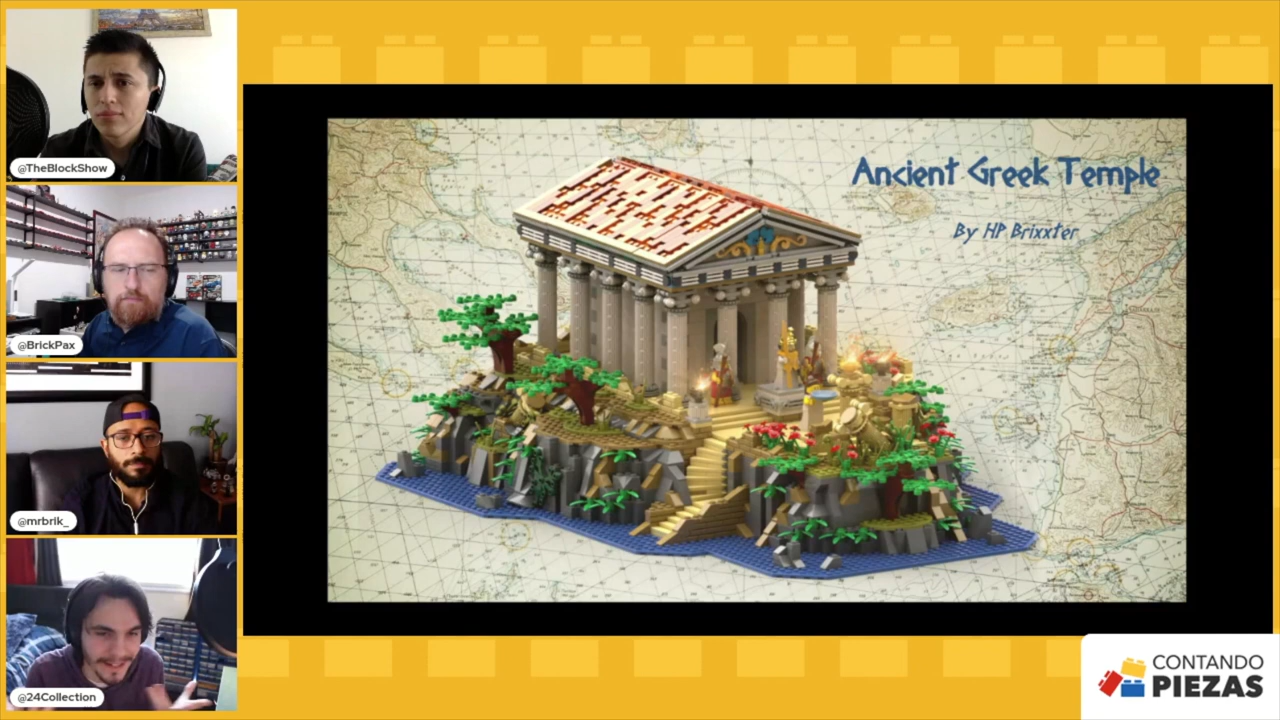 @TheBlockShow
@BrickPax
@mrbrik_
@24Collection
Ancient Greek Temple
By HP Brixxter
CONTANDO
PIEZAS